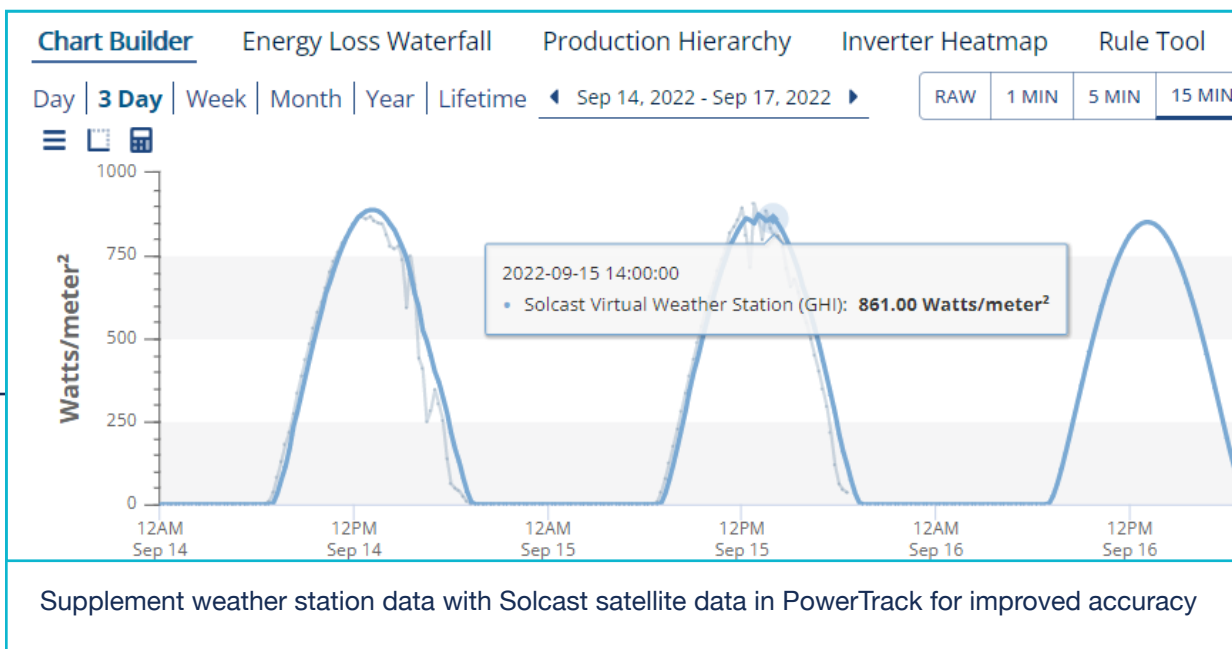 Chart Builder Energy Loss Waterfall Production Hierarchy Inverter Heatmap Rule Tool
Day 3 Day Week Month Year Lifetime Sep 14, 2022 - Sep 17, 2022 RAW 1 MIN 5 MIN 15 MIN
1000
750
500
250
0
Watts/meter²
2022-09-15 14:00:00
• Solcast Virtual Weather Station (GHI): 861.00 Watts/meter²
12AM 12PM 12AM 12PM 12AM 12PM
Sep 14 Sep 14 Sep 15 Sep 15 Sep 16 Sep 16
Supplement weather station data with Solcast satellite data in PowerTrack for improved accuracy